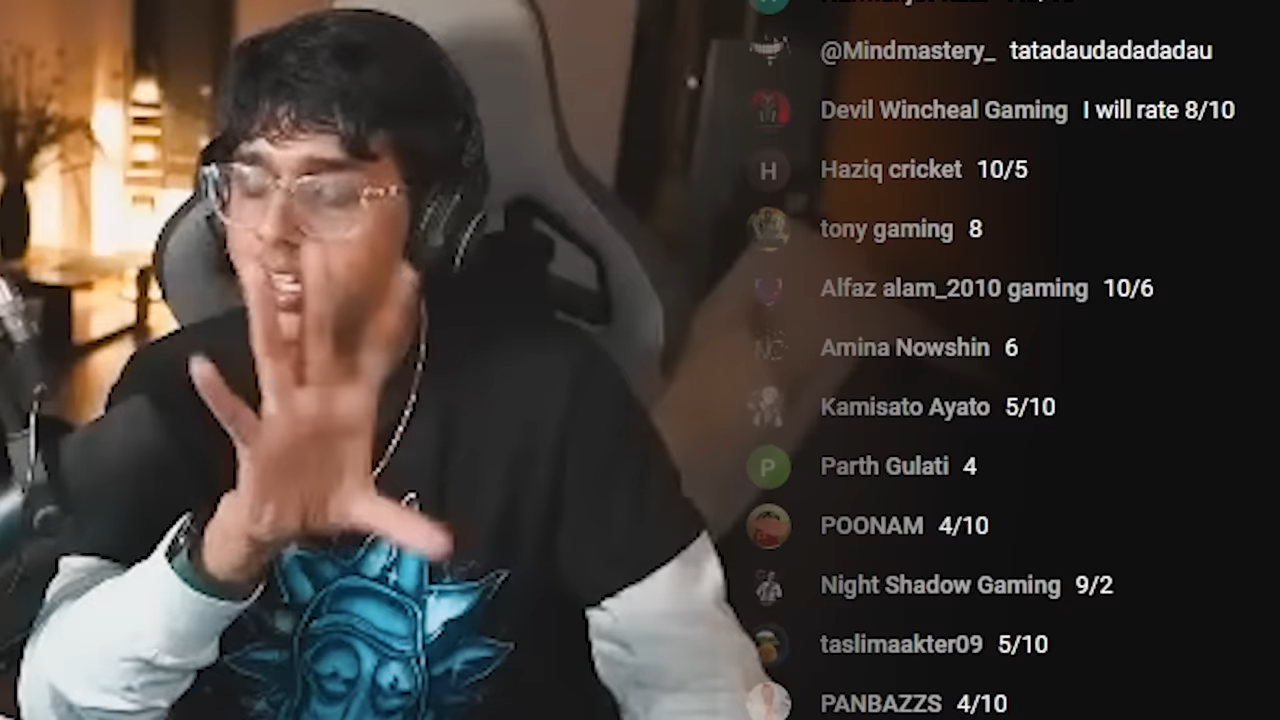 @Mindmastery_ tatadaudadadadau
Devil Wincheal Gaming I will rate 8/10
H Haziq cricket 10/5
tony gaming 8
Alfaz alam_2010 gaming 10/6
Amina Nowshin 6
Kamisato Ayato 5/10
P Parth Gulati 4
POONAM 4/10
Night Shadow Gaming 9/2
taslimaakter09 5/10
PANBAZZS 4/10